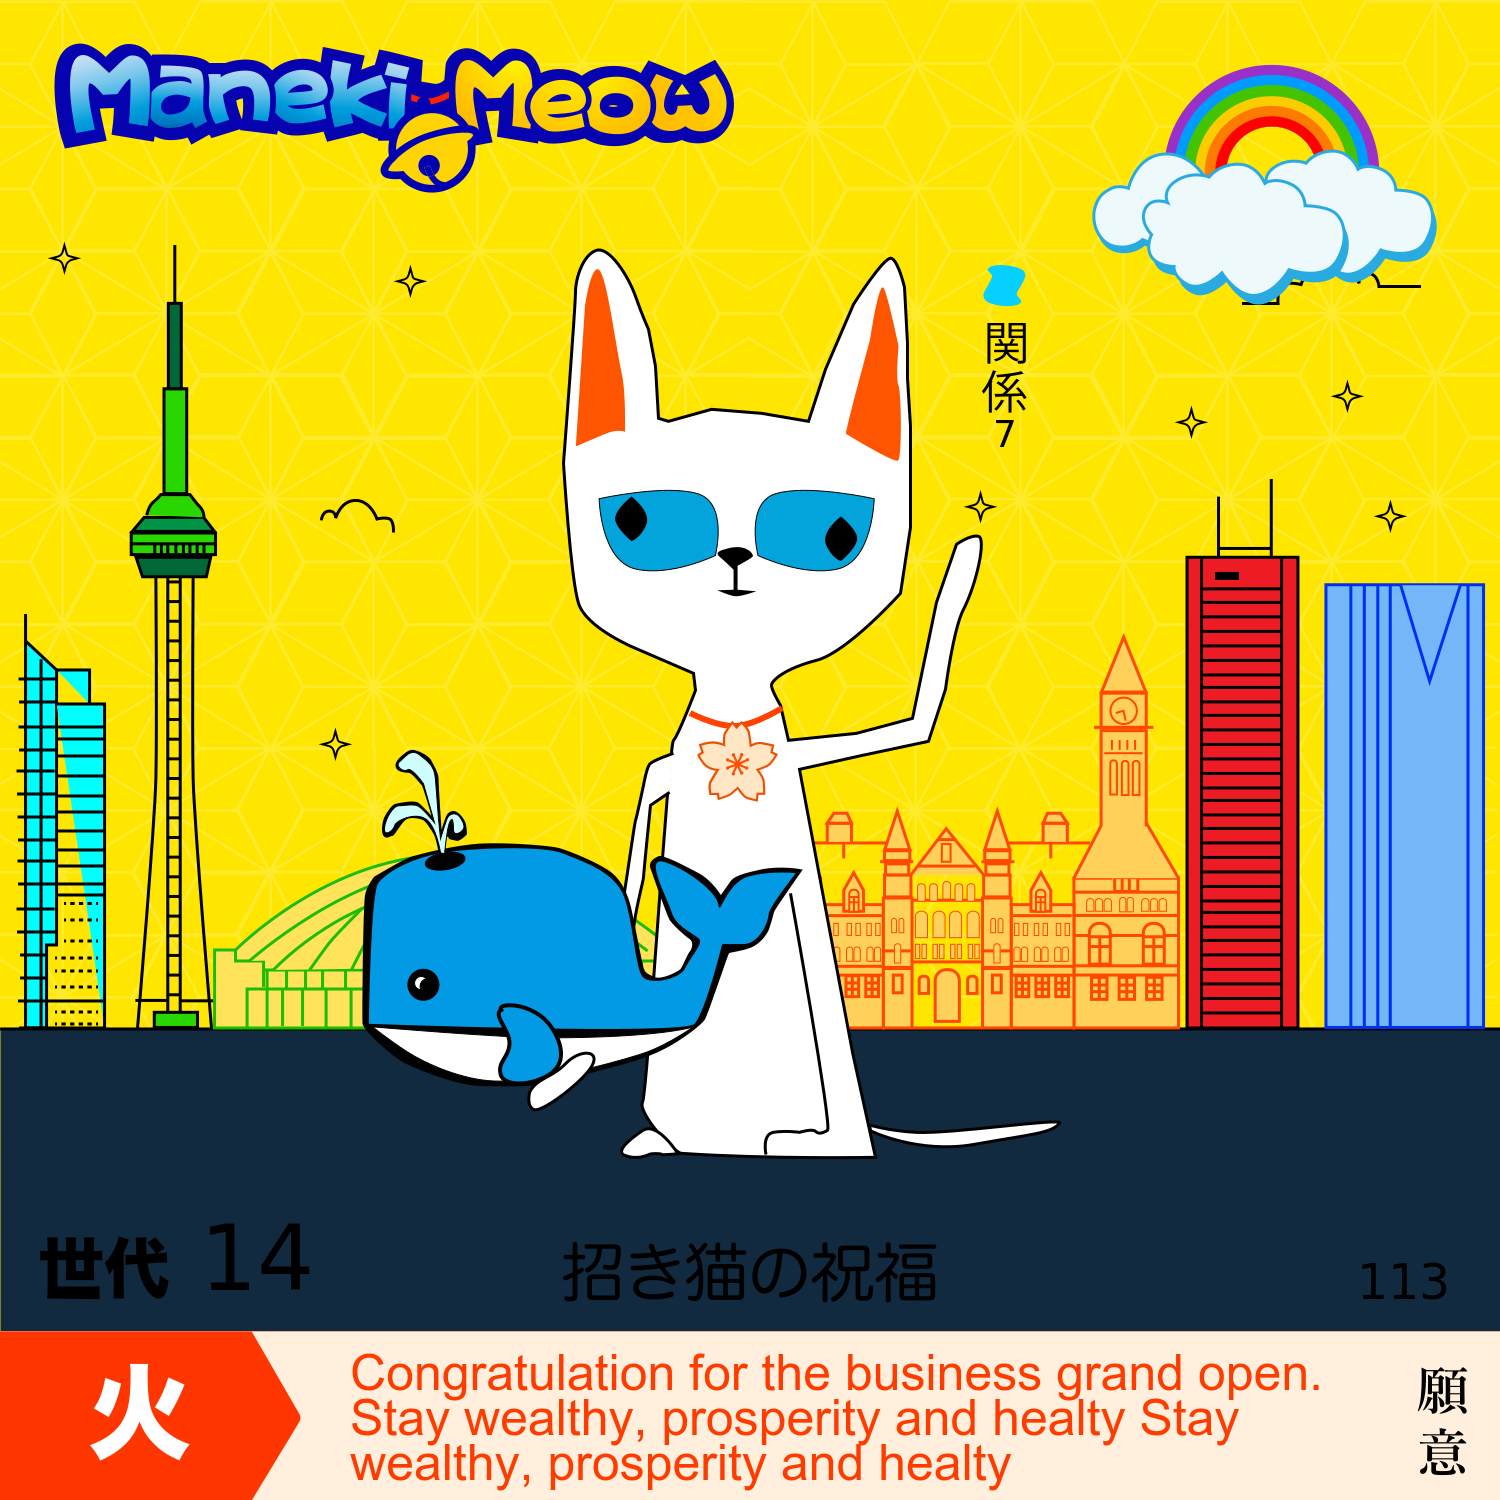 Maneki-Meow
関係7
世代 14
招き猫の祝福
113
火
Congratulation for the business grand open.
Stay wealthy, prosperity and healty Stay
wealthy, prosperity and healty
願意